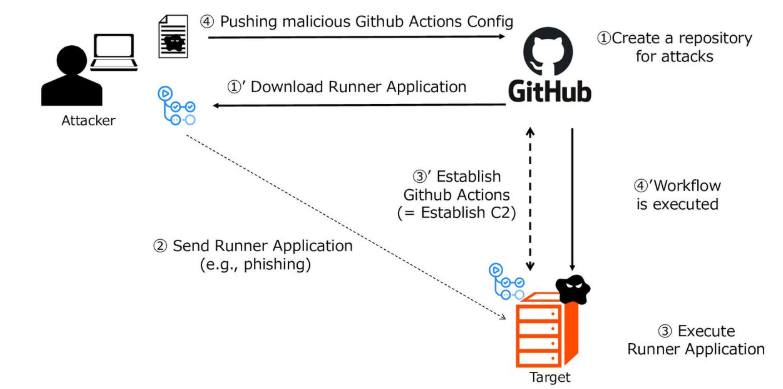 ④ Pushing malicious Github Actions Config
①Create a repository
for attacks
①’ Download Runner Application
GitHub
Attacker
③’ Establish
Github Actions
(= Establish C2)
④’Workflow
is executed
② Send Runner Application
(e.g., phishing)
③ Execute
Runner Application
Target